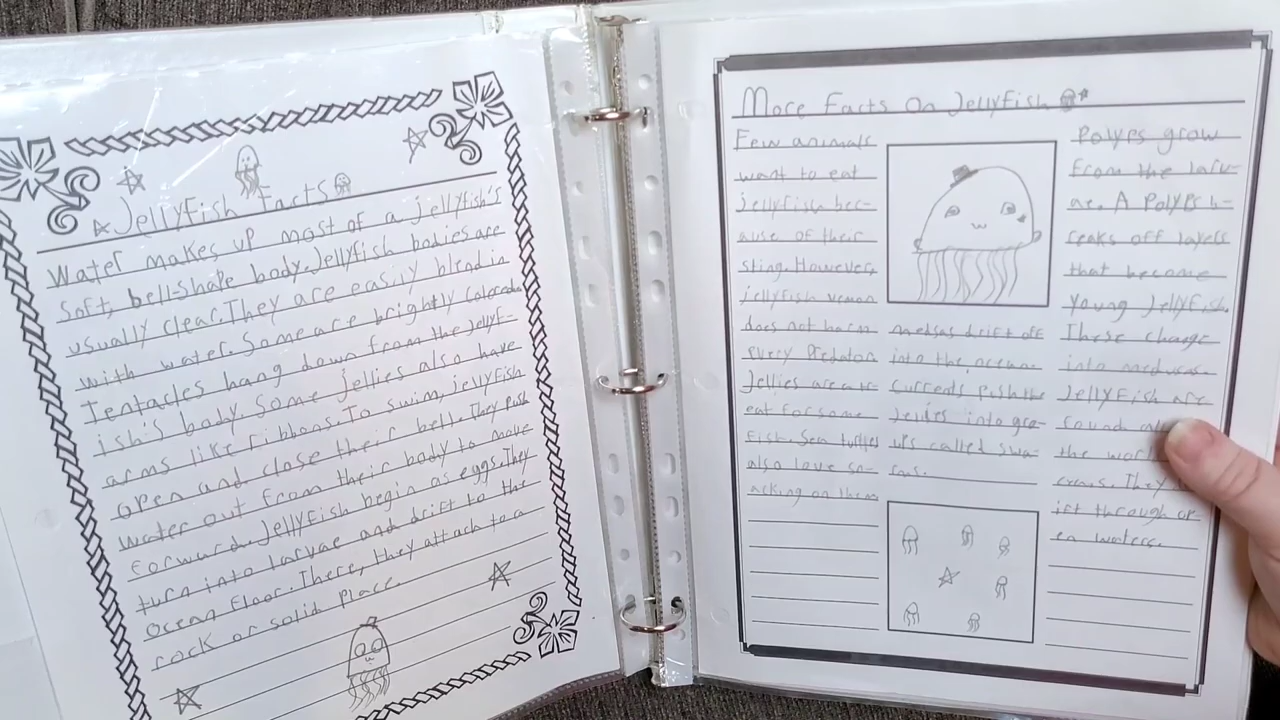 Jellyfish Facts
Water makes up most of a jellyfish's
soft, bell-shape body. Jellyfish bodies are
usually clear. They are easily blend in
with water. Some are brightly colored.
Tentacles hang down from the jellyf-
ish's body. Some jellies also have
arms like ribbons. To swim, jellyfish
open and close their bell. They push
water out from their body to move
forward. Jellyfish begin as eggs. They
turn into larvae and drift to the
ocean floor. There, they attach to a
rock or solid place.
More Facts On Jellyfish
Few animals
want to eat
jellyfish bec-
ause of their
sting. However,
jellyfish venom
does not harm
every Predator
Jellies are a tr-
eat for some
fish. Sea turtles
also love sn-
acking on them
medsas drift off
into the ocean.
Currents push the
Jellies into gro-
ups called swa-
Polyps grow
from the larv-
ae. A Polyps b-
reaks off layers
that become
young jellyfish.
These change
into medusas.
Jellyfish are
found
the
They
ift through op-
en waters.